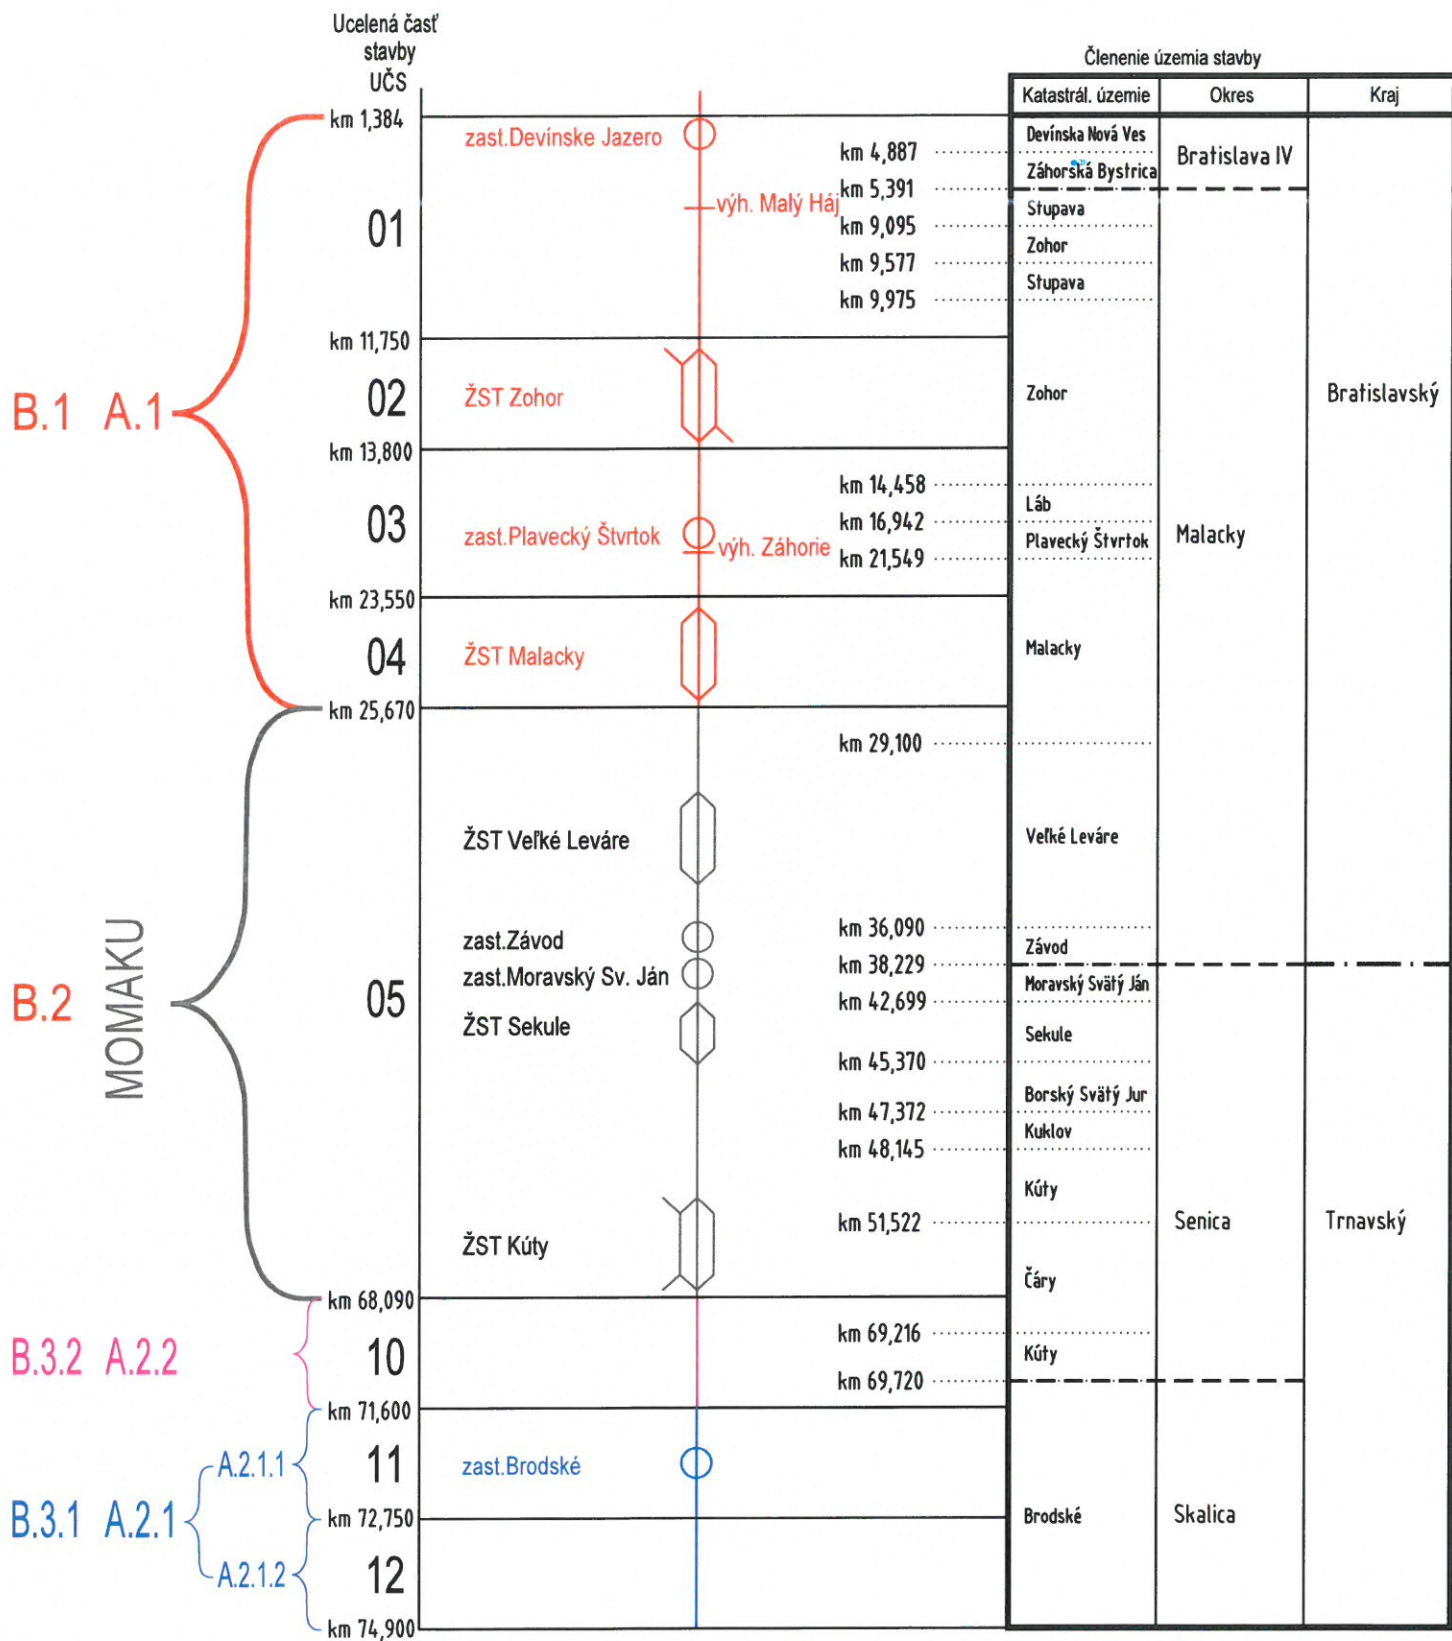 Ucelená časť
stavby
UČS
Členenie územia stavby
Katastrál. územie
Okres
Kraj
km 1,384
zast.Devínske Jazero
km 4,887
Devínska Nová Ves
Bratislava IV
Záhorská Bystrica
km 5,391
výh. Malý Háj
Stupava
01
km 9,095
Zohor
km 9,577
Stupava
km 9,975
km 11,750
B.1 A.1
02
ŽST Zohor
Zohor
Bratislavský
km 13,800
km 14,458
Láb
03
km 16,942
zast.Plavecký Štvrtok
výh. Záhorie
Plavecký Štvrtok
Malacky
km 21,549
km 23,550
04
ŽST Malacky
Malacky
km 25,670
km 29,100
ŽST Veľké Leváre
Veľké Leváre
km 36,090
zast.Závod
Závod
km 38,229
zast.Moravský Sv. Ján
Moravský Svätý Ján
B.2
MOMAKU
05
km 42,699
ŽST Sekule
Sekule
km 45,370
Borský Svätý Jur
km 47,372
Kuklov
km 48,145
Kúty
km 51,522
Senica
Trnavský
ŽST Kúty
Čáry
km 68,090
km 69,216
B.3.2 A.2.2
10
Kúty
km 69,720
km 71,600
A.2.1.1
11
zast.Brodské
B.3.1 A.2.1
km 72,750
Brodské
Skalica
A.2.1.2
12
km 74,900